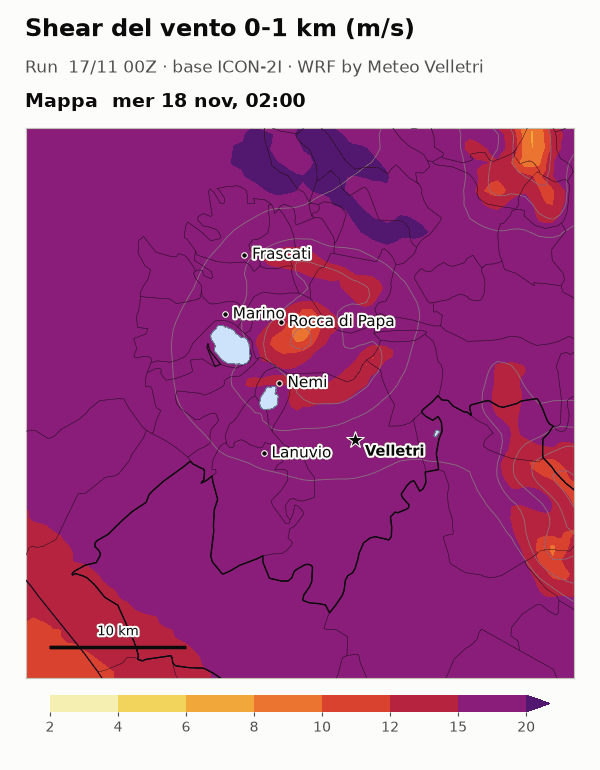 Shear del vento 0-1 km (m/s)
Run  17/11 00Z · base ICON-2I · WRF by Meteo Velletri
Mappa  mer 18 nov, 02:00
Frascati
Marino
Rocca di Papa
Nemi
Velletri
Lanuvio
10 km
2 4 6 8 10 12 15 20